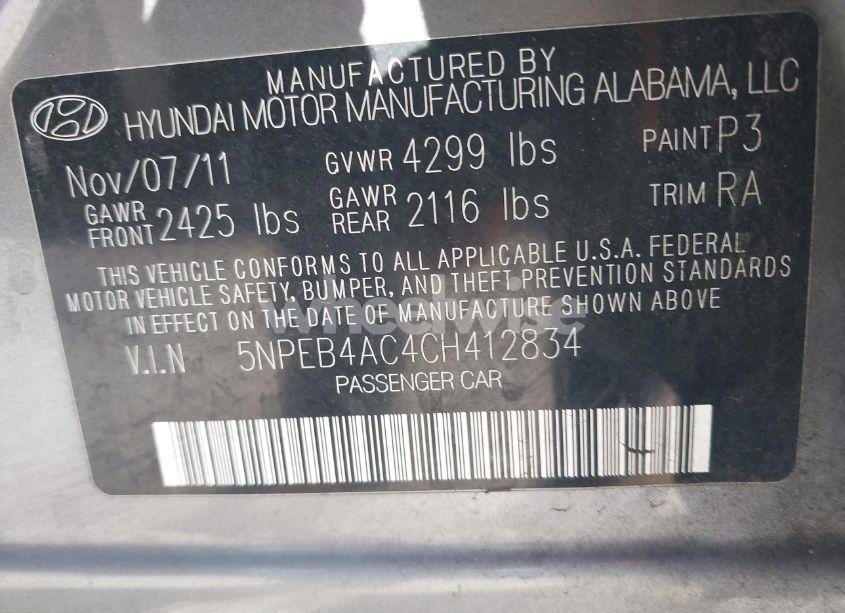 MANUFACTURED BY
HYUNDAI MOTOR MANUFACTURING ALABAMA, LLC
Nov/07/11 GVWR 4299 lbs PAINT P3
GAWR FRONT 2425 lbs GAWR REAR 2116 lbs TRIM RA
THIS VEHICLE CONFORMS TO ALL APPLICABLE U.S.A. FEDERAL
MOTOR VEHICLE SAFETY, BUMPER, AND THEFT PREVENTION STANDARDS
IN EFFECT ON THE DATE OF MANUFACTURE SHOWN ABOVE
wheelwise
V.I.N 5NPEB4AC4CH412834
PASSENGER CAR